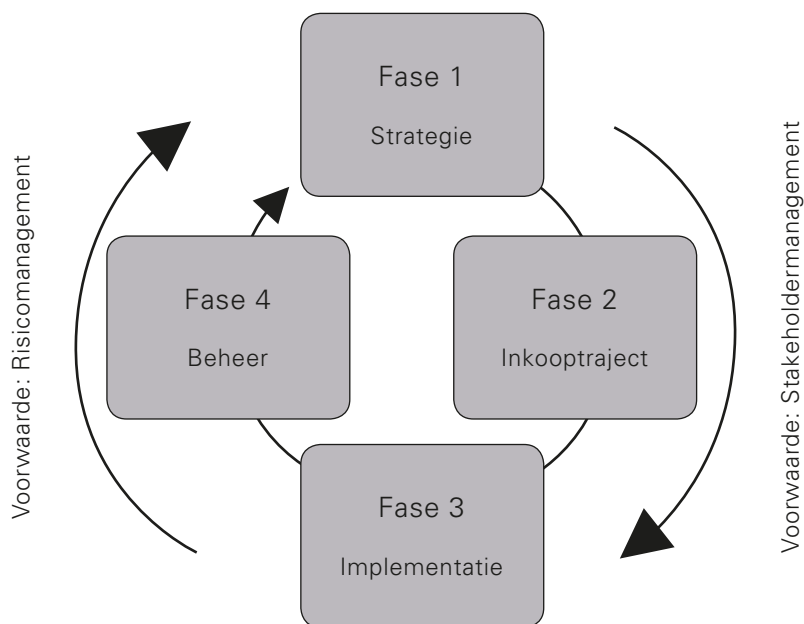 Fase 1
Strategie
Fase 2
Inkooptraject
Fase 3
Implementatie
Fase 4
Beheer
Voorwaarde: Risicomanagement
Voorwaarde: Stakeholdermanagement